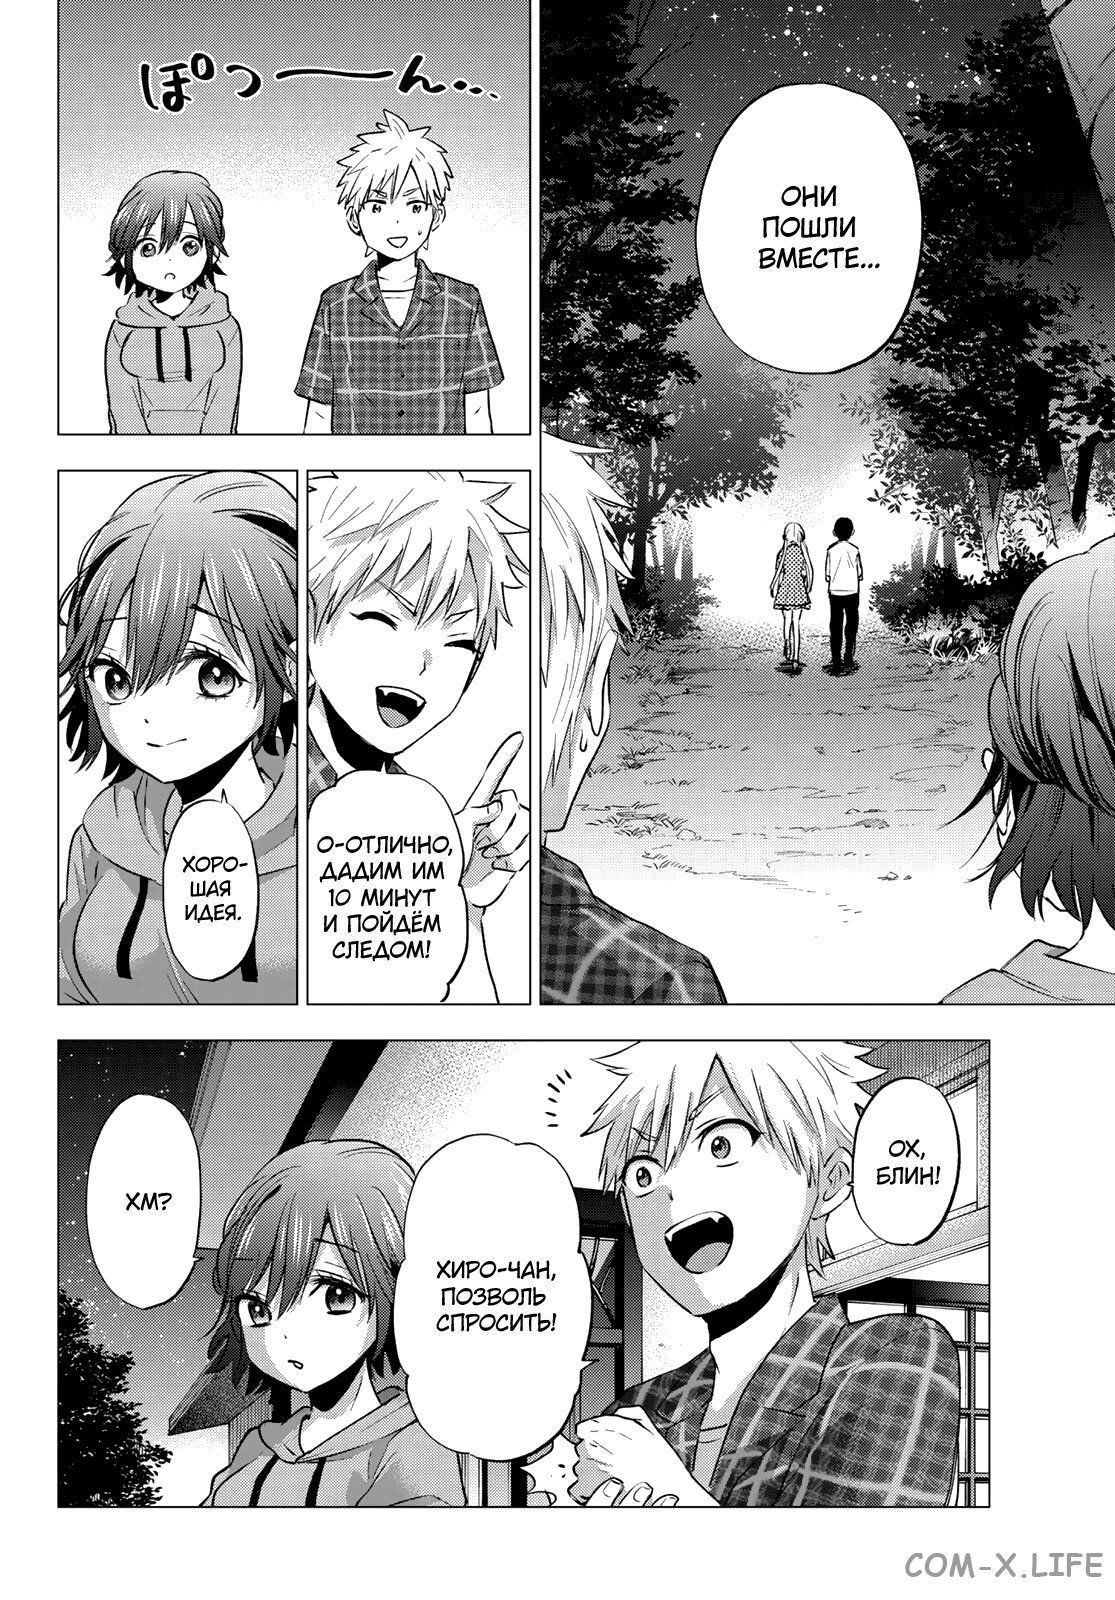 ОНИ
ПОШЛИ
ВМЕСТЕ...
ぽつーーん...
О-ОТЛИЧНО,
ДАДИМ ИМ
10 МИНУТ
И ПОЙДЁМ
СЛЕДОМ!
ХОРО-
ШАЯ
ИДЕЯ.
ОХ,
БЛИН!
ХИРО-ЧАН,
ПОЗВОЛЬ
СПРОСИТЬ!
ХМ?
COM-X.LIFE